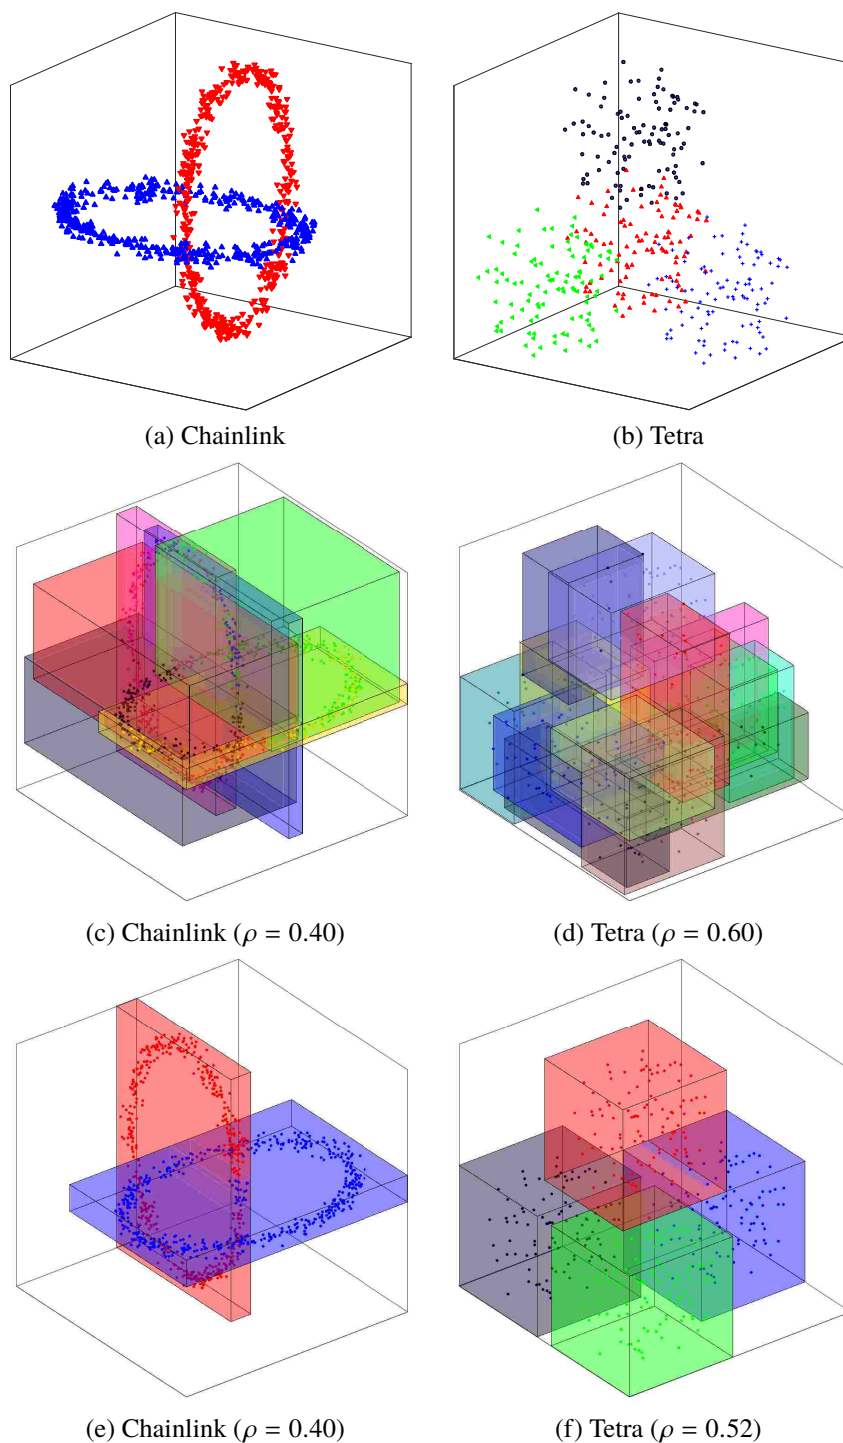 (a) Chainlink
(b) Tetra
(c) Chainlink (ρ = 0.40)
(d) Tetra (ρ = 0.60)
(e) Chainlink (ρ = 0.40)
(f) Tetra (ρ = 0.52)